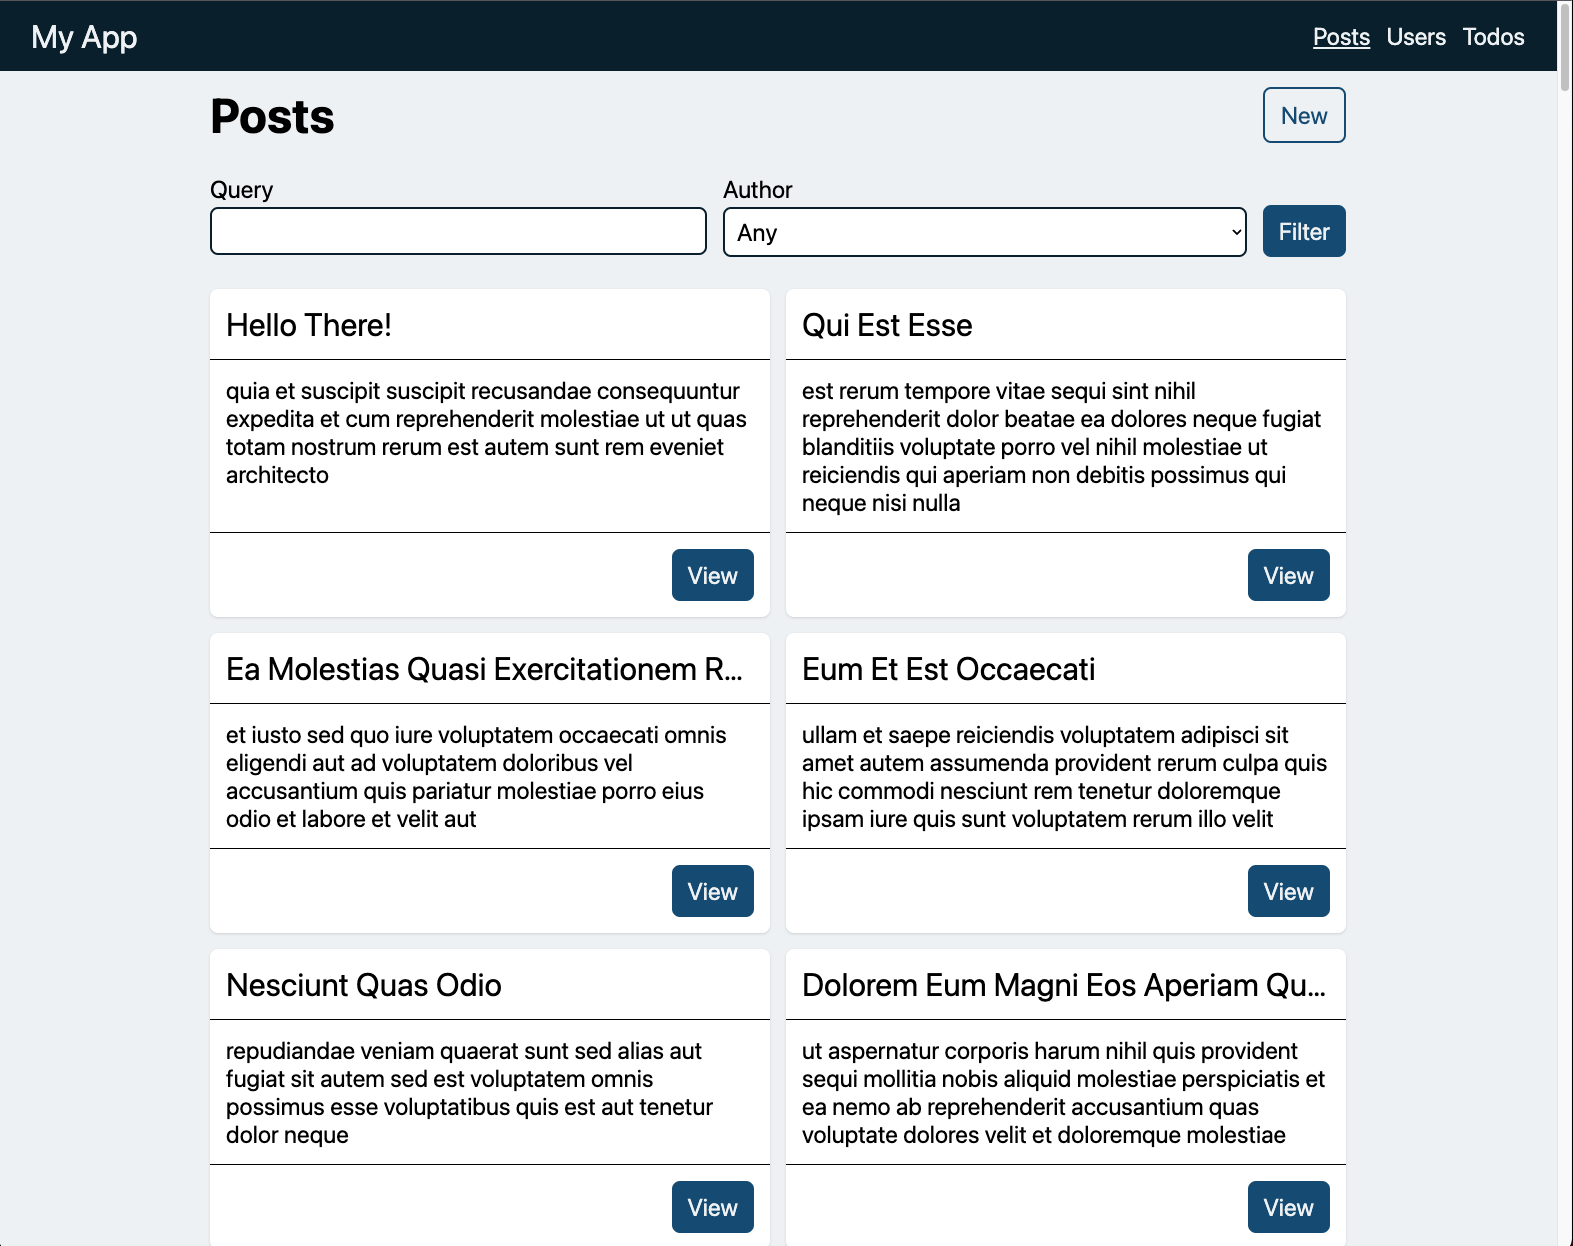 My App
Posts Users Todos
Posts
New
Query
Author
Any
Filter
Hello There!
quia et suscipit suscipit recusandae consequuntur
expedita et cum reprehenderit molestiae ut ut quas
totam nostrum rerum est autem sunt rem eveniet
architecto
View
Qui Est Esse
est rerum tempore vitae sequi sint nihil
reprehenderit dolor beatae ea dolores neque fugiat
blanditiis voluptate porro vel nihil molestiae ut
reiciendis qui aperiam non debitis possimus qui
neque nisi nulla
View
Ea Molestias Quasi Exercitationem R...
et iusto sed quo iure voluptatem occaecati omnis
eligendi aut ad voluptatem doloribus vel
accusantium quis pariatur molestiae porro eius
odio et labore et velit aut
View
Eum Et Est Occaecati
ullam et saepe reiciendis voluptatem adipisci sit
amet autem assumenda provident rerum culpa quis
hic commodi nesciunt rem tenetur doloremque
ipsam iure quis sunt voluptatem rerum illo velit
View
Nesciunt Quas Odio
repudiandae veniam quaerat sunt sed alias aut
fugiat sit autem sed est voluptatem omnis
possimus esse voluptatibus quis est aut tenetur
dolor neque
View
Dolorem Eum Magni Eos Aperiam Qu...
ut aspernatur corporis harum nihil quis provident
sequi mollitia nobis aliquid molestiae perspiciatis et
ea nemo ab reprehenderit accusantium quas
voluptate dolores velit et doloremque molestiae
View